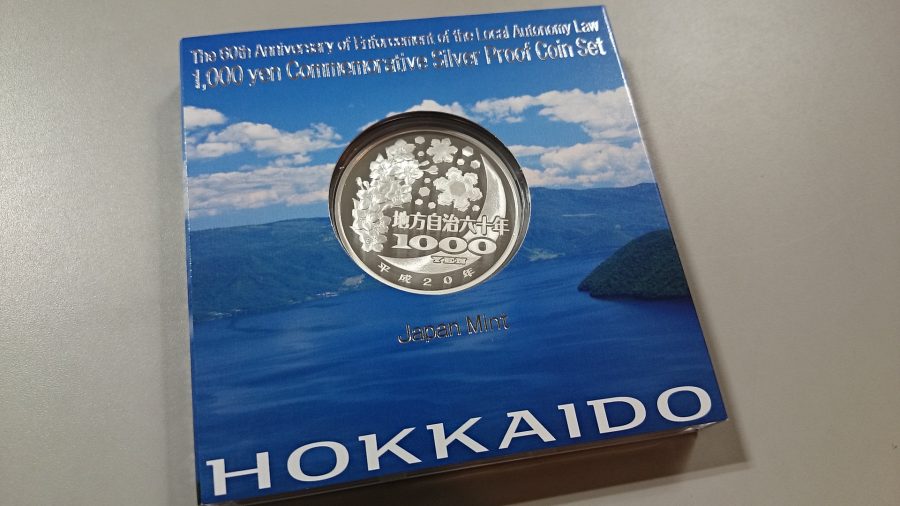 The 60th Anniversary of Enforcement of the Local Autonomy Law
1,000 yen Commemorative Silver Proof Coin Set
地方自治六十年
1000
YEN
平成20年
Japan Mint
HOKKAIDO